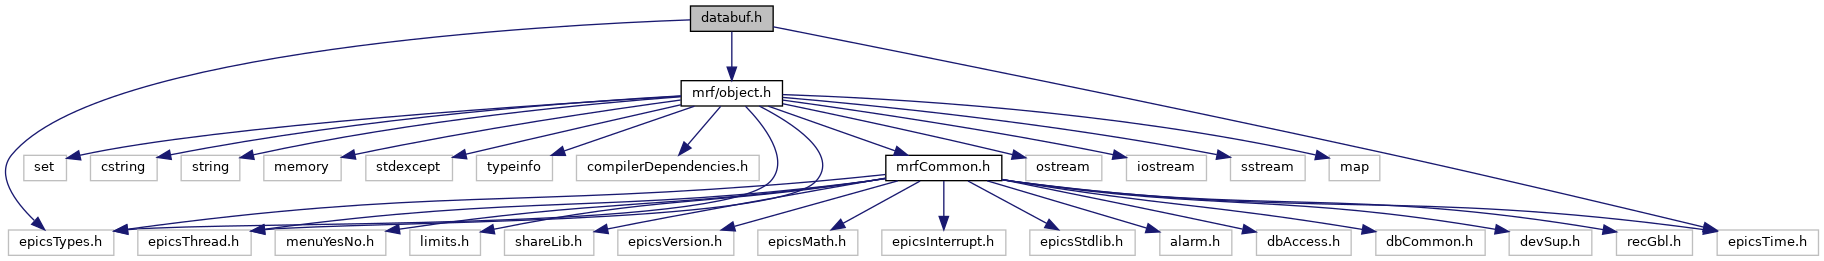 databuf.h
mrf/object.h
set
cstring
string
memory
stdexcept
typeinfo
compilerDependencies.h
mrfCommon.h
ostream
iostream
sstream
map
epicsTypes.h
epicsThread.h
menuYesNo.h
limits.h
shareLib.h
epicsVersion.h
epicsMath.h
epicsInterrupt.h
epicsStdlib.h
alarm.h
dbAccess.h
dbCommon.h
devSup.h
recGbl.h
epicsTime.h